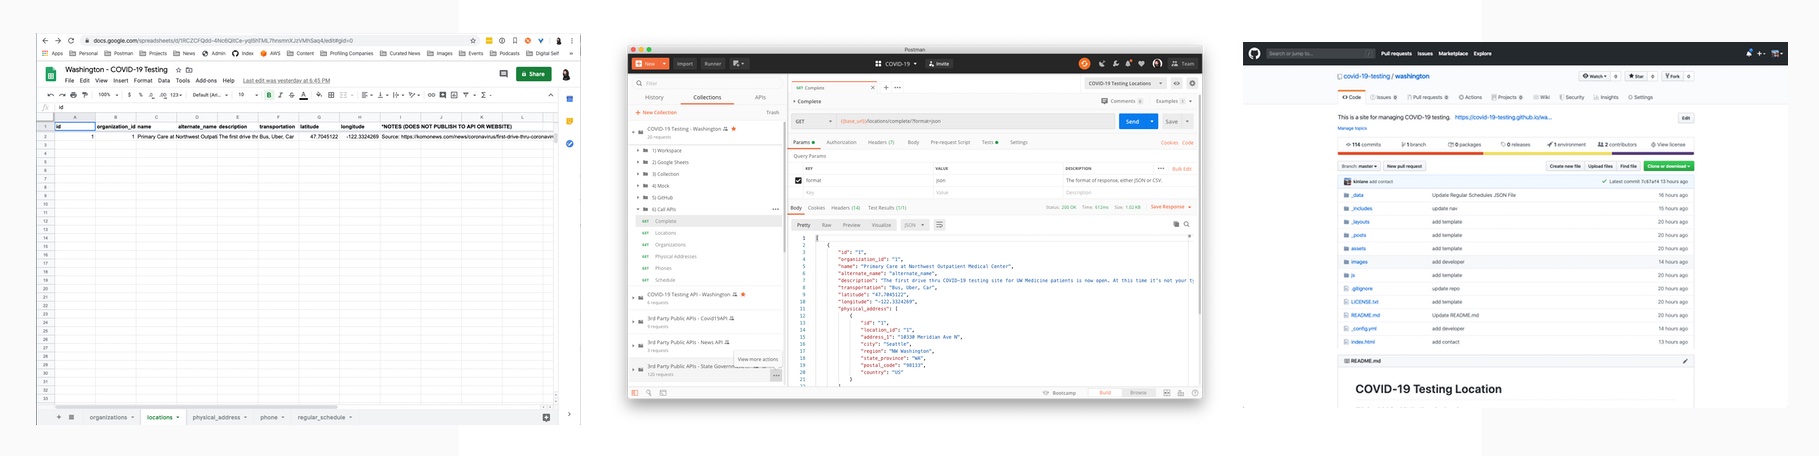 docs.google.com/spreadsheets/d/
Apps Personal Postman Projects News Admin Index AWS Content Profiling Companies Curated News Images Events Podcasts Digital Self
Washington - COVID-19 Testing
File Edit View Insert Format Data Tools Add-ons Help Last edit was yesterday at 6:45 PM
Share
100% $ % .0 .00 123 Default (Ari... 10 B I S A
fx id
A B C D E F G H I J K L
1 id organization_id name alternate_name description transportation latitude longitude *NOTES (DOES NOT PUBLISH TO API OR WEBSITE)
2 1 1 Primary Care at Northwest Outpati The first drive thr Bus, Uber, Car 47.7045122 -122.3324269 Source: https://komonews.com/news/coronavirus/first-drive-thru-coronavir
organizations locations physical_address phone regular_schedule
Postman
New Import Runner COVID-19 Invite Team
Filter
History Collections APIs
+ New Collection Trash
COVID-19 Testing - Washington
20 requests
1) Workspace
2) Google Sheets
3) Collection
4) Mock
5) GitHub
6) Call APIs
GET Complete
GET Locations
GET Organizations
GET Physical Addresses
GET Phones
GET Schedule
COVID-19 Testing API - Washington
6 requests
3rd Party Public APIs - Covid19API
9 requests
3rd Party Public APIs - News API
3 requests
View more actions
3rd Party Public APIs - State Govern
120 requests
GET Complete
COVID-19 Testing Locations
Complete
Comments 0 Examples 1
GET {{base_url}}/locations/complete/?format=json Send Save
Params Authorization Headers (7) Body Pre-request Script Tests Settings Cookies Code
Query Params
KEY VALUE DESCRIPTION Bulk Edit
format json The format of response, either JSON or CSV.
Key Value Description
Body Cookies Headers (14) Test Results (1/1) Status: 200 OK Time: 612ms Size: 1.02 KB Save Response
Pretty Raw Preview Visualize JSON
1 [
2 {
3 "id": "1",
4 "organization_id": "1",
5 "name": "Primary Care at Northwest Outpatient Medical Center",
6 "alternate_name": "alternate_name",
7 "description": "The first drive thru COVID-19 testing site for UW Medicine patients is now open. At this time it's not your ty
8 "transportation": "Bus, Uber, Car",
9 "latitude": "47.7045122",
10 "longitude": "-122.3324269",
11 "physical_address": [
12 {
13 "id": "1",
14 "location_id": "1",
15 "address_1": "10330 Meridian Ave N",
16 "city": "Seattle",
17 "region": "NW Washington",
18 "state_province": "WA",
19 "postal_code": "98133",
20 "country": "US"
21 }
22 ]
Bootcamp Build Browse
Search or jump to... Pull requests Issues Marketplace Explore
covid-19-testing / washington
Watch 0 Star 0 Fork 0
Code Issues 0 Pull requests 0 Actions Projects 0 Wiki Security Insights Settings
This is a site for managing COVID-19 testing. https://covid-19-testing.github.io/wa... Edit
Manage topics
114 commits 1 branch 0 packages 0 releases 1 environment 2 contributors View license
Branch: master New pull request Create new file Upload files Find file Clone or download
kinlane add contact Latest commit 7c67af4 13 hours ago
_data Update Regular Schedules JSON File 16 hours ago
_includes update nav 15 hours ago
_layouts add template 20 hours ago
_posts add template 20 hours ago
assets add template 20 hours ago
images add developer 14 hours ago
js add template 20 hours ago
.gitignore update repo 20 hours ago
LICENSE.txt add template 20 hours ago
README.md Update README.md 20 hours ago
_config.yml add developer 14 hours ago
index.html add contact 13 hours ago
README.md
COVID-19 Testing Location